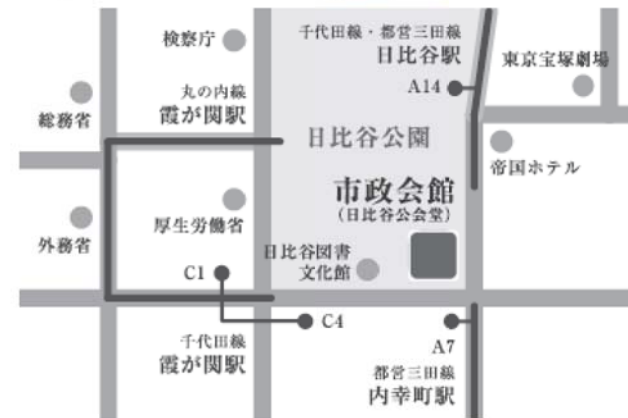 検察庁
千代田線・都営三田線
日比谷駅
東京宝塚劇場
A14
総務省
丸の内線
霞が関駅
日比谷公園
帝国ホテル
市政会館
(日比谷公会堂)
厚生労働省
外務省
日比谷図書
文化館
C1
C4
A7
千代田線
霞が関駅
都営三田線
内幸町駅